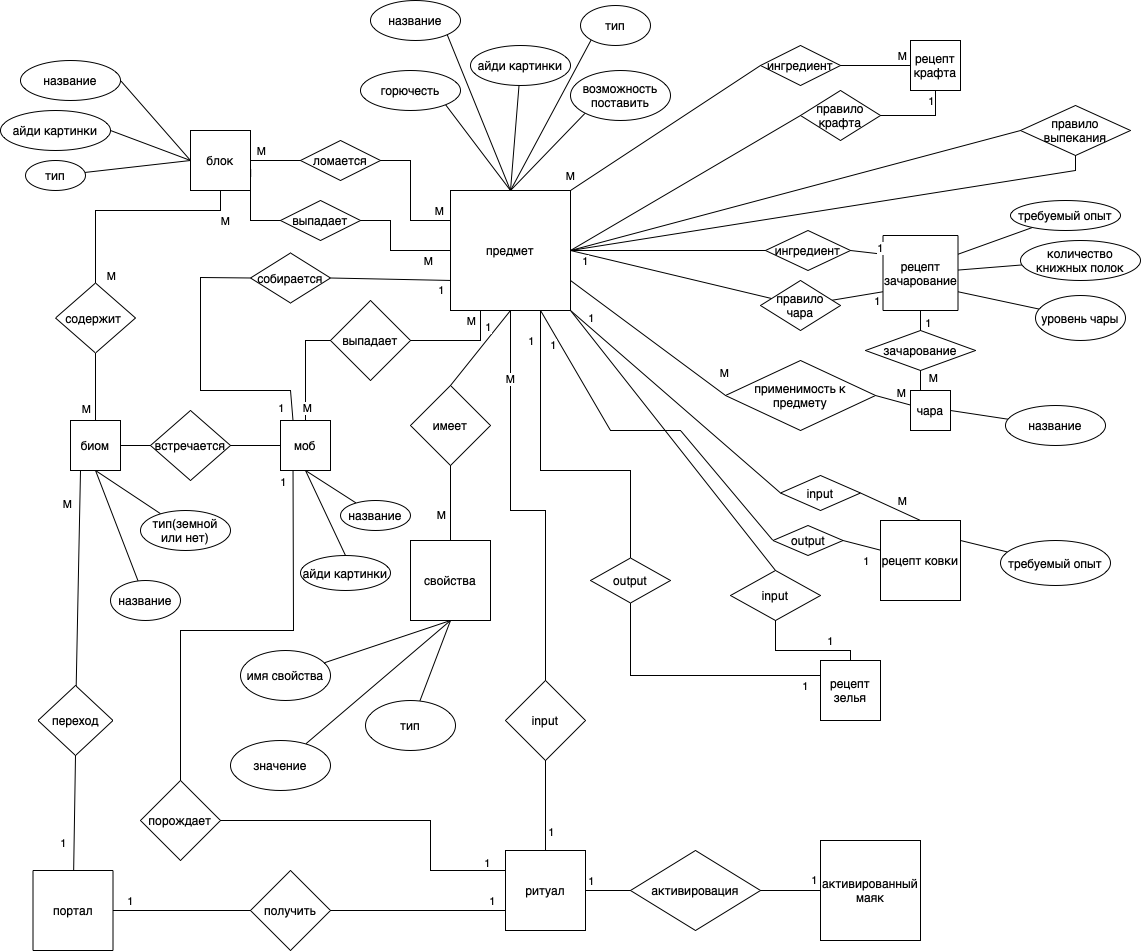 название
тип
айди картинки
горючесть
возможность
поставить
ингредиент
M
рецепт
крафта
1
M
правило
крафта
правило
выпекания
название
айди картинки
тип
блок
M
ломается
M
выпадает
M
M
предмет
1
ингредиент
1
рецепт
зачарование
требуемый опыт
количество
книжных полок
уровень чары
правило
чара
1
1
зачарование
M
чара
M
применимость к
предмету
M
название
собирается
1
M
содержит
M
выпадает
M
1
M
1
1
1
1
M
биом
встречается
моб
1
M
имеет
M
свойства
тип(земной
или нет)
название
название
айди картинки
имя свойства
тип
значение
input
M
output
1
рецепт ковки
требуемый опыт
output
input
1
1
рецепт
зелья
input
1
переход
1
порождает
1
портал
1
получить
1
ритуал
1
активировация
1
активированный
маяк